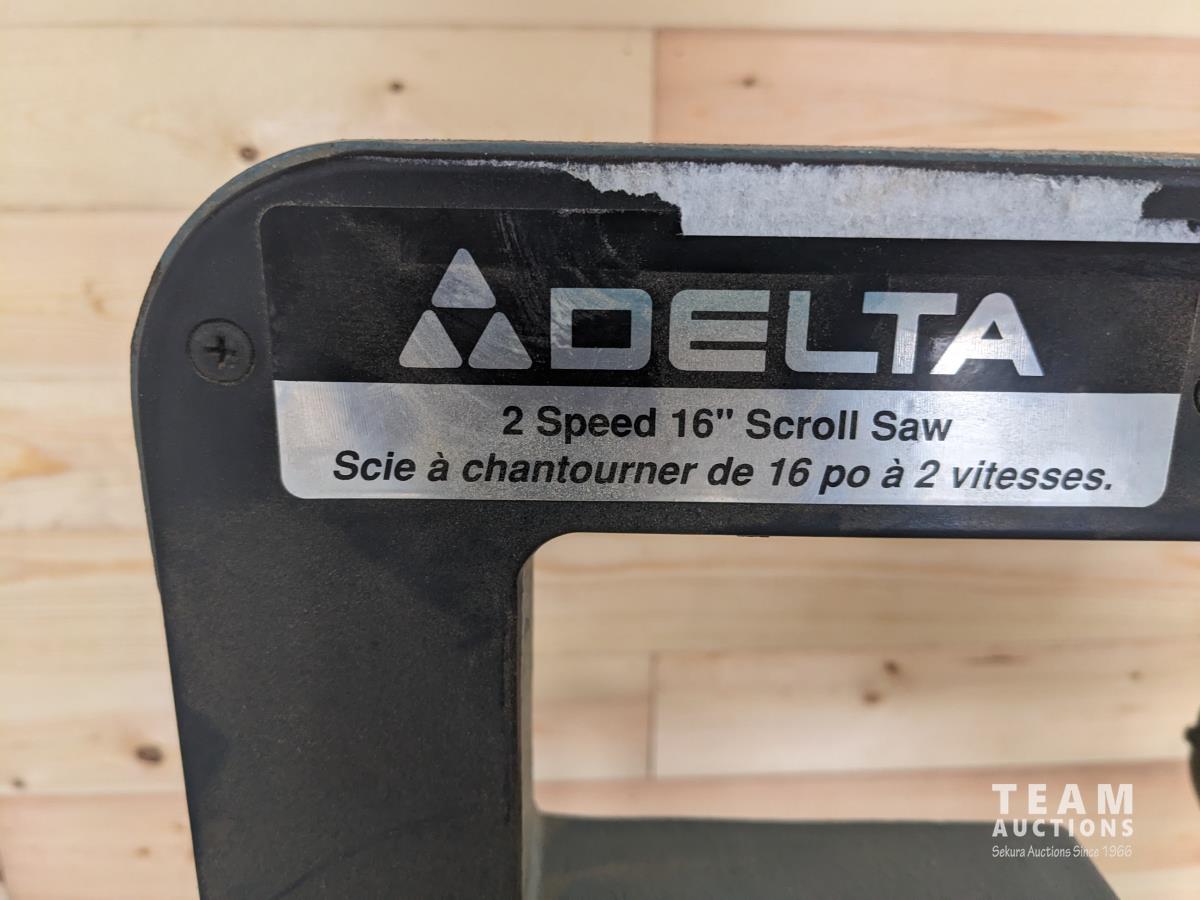 DELTA
2 Speed 16" Scroll Saw
Scie à chantourner de 16 po à 2 vitesses.
TEAM
AUCTIONS
Sekura Auctions Since 1966